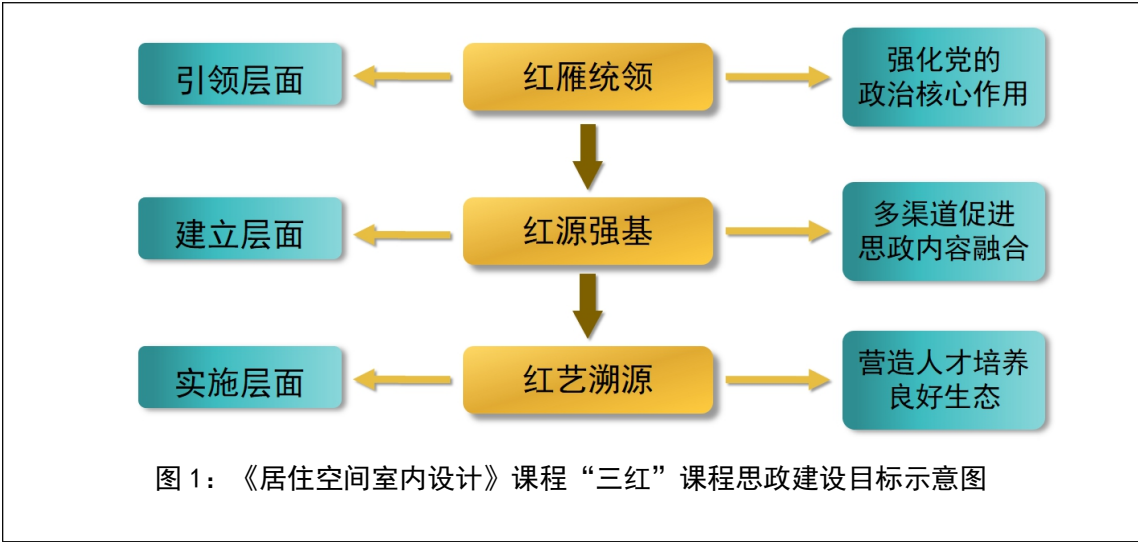 引领层面
红雁统领
强化党的
政治核心作用
建立层面
红源强基
多渠道促进
思政内容融合
实施层面
红艺溯源
营造人才培养
良好生态
图1：《居住空间室内设计》课程“三红”课程思政建设目标示意图